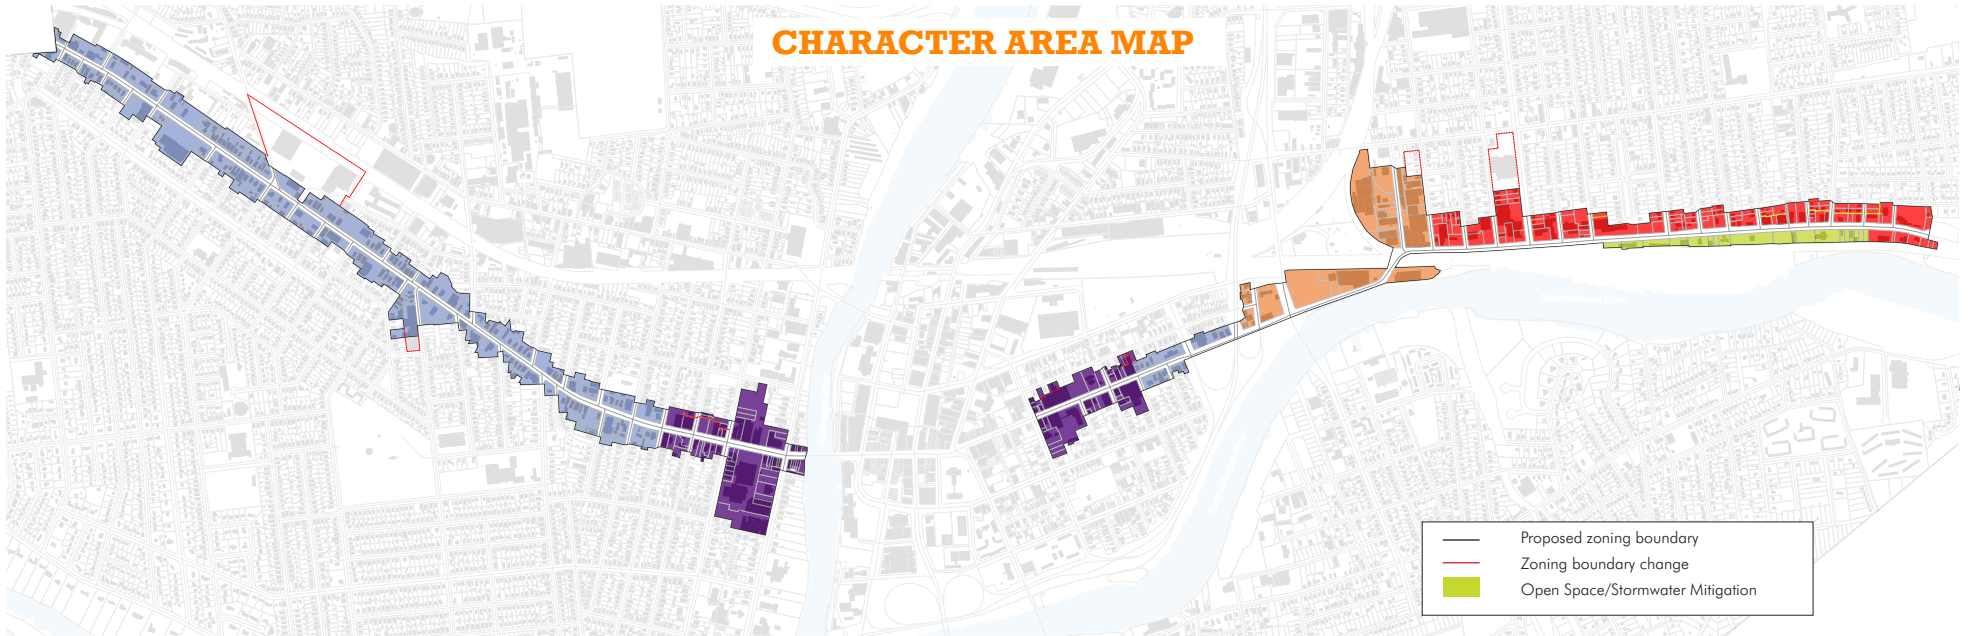 CHARACTER AREA MAP
Proposed zoning boundary
Zoning boundary change
Open Space/Stormwater Mitigation